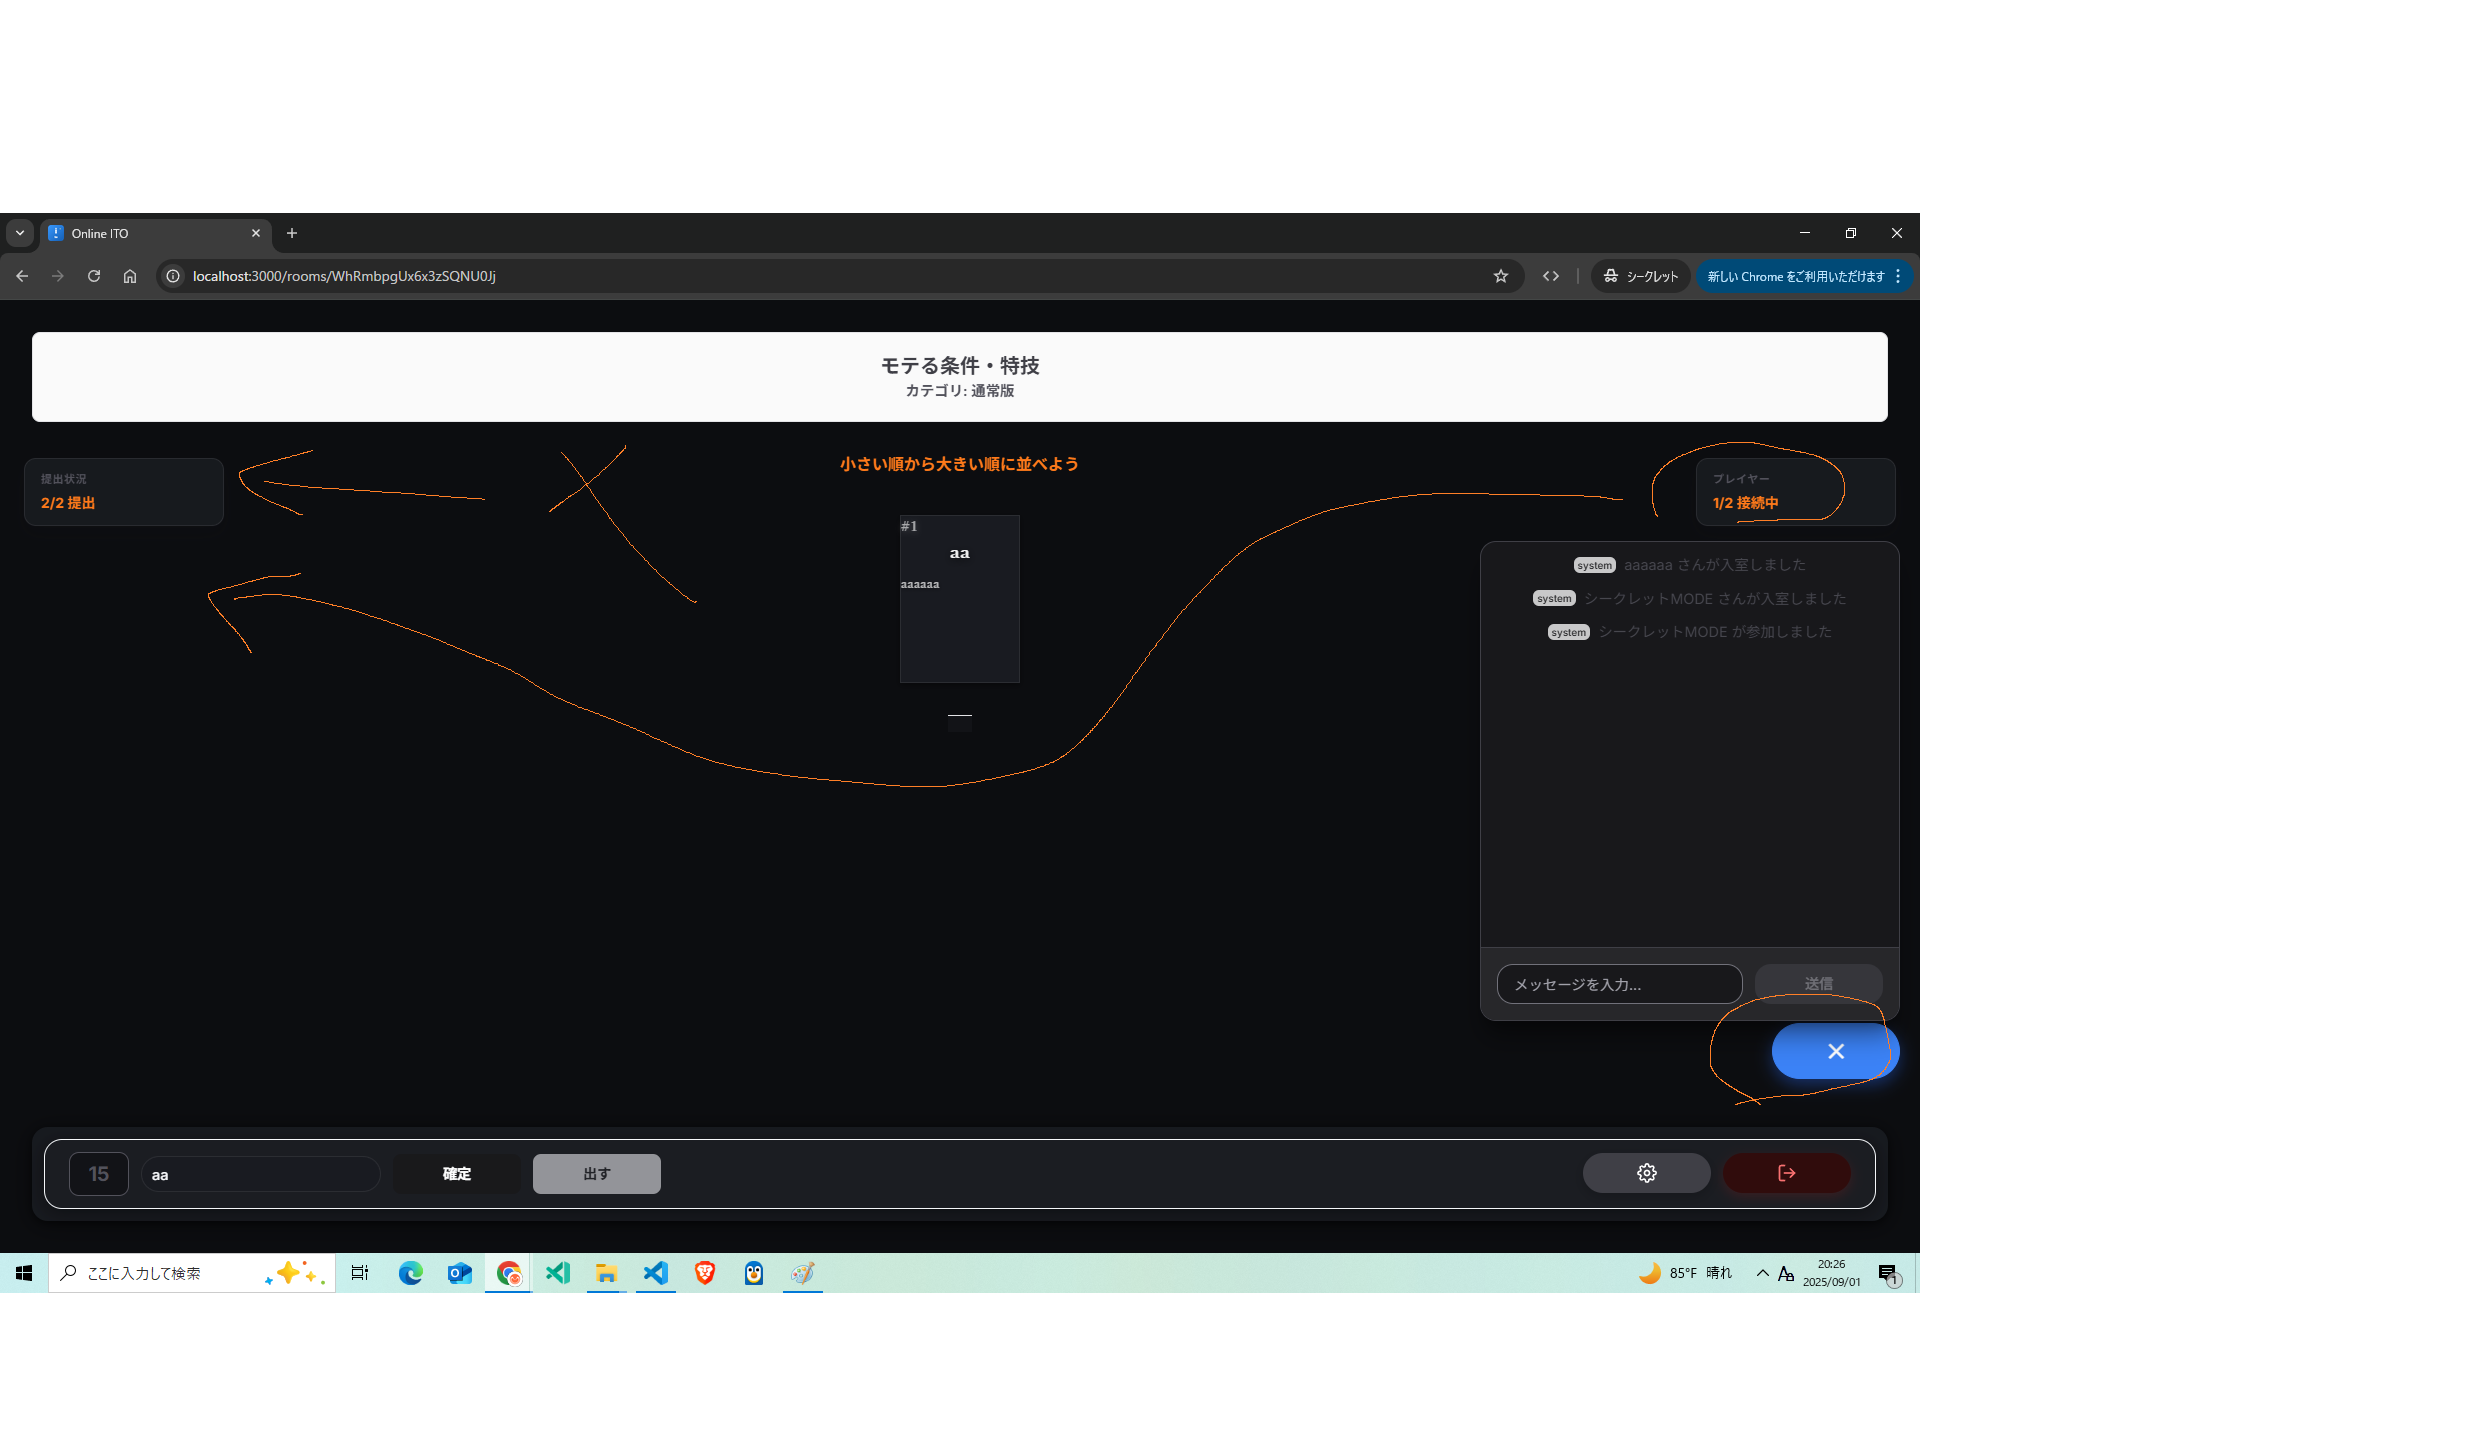 Online ITO
localhost:3000/rooms/WhRmbpgUx6x3zSQNU0Jj
シークレット
新しい Chrome をご利用いただけます
モテる条件・特技
カテゴリ: 通常版
提出状況
2/2 提出
小さい順から大きい順に並べよう
プレイヤー
1/2 接続中
#1
aa
aaaaaa
system aaaaaa さんが入室しました
system シークレットMODE さんが入室しました
system シークレットMODE が参加しました
メッセージを入力...
送信
15
aa
確定
出す
ここに入力して検索
85°F 晴れ
20:26
2025/09/01
1